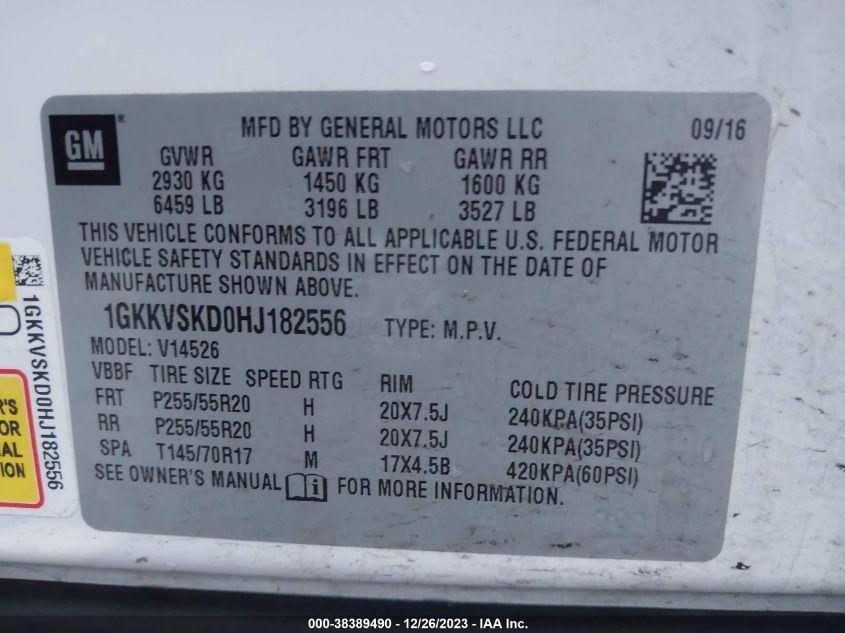 GM
MFD BY GENERAL MOTORS LLC 09/16
GVWR GAWR FRT GAWR RR
2930 KG 1450 KG 1600 KG
6459 LB 3196 LB 3527 LB
THIS VEHICLE CONFORMS TO ALL APPLICABLE U.S. FEDERAL MOTOR
VEHICLE SAFETY STANDARDS IN EFFECT ON THE DATE OF
MANUFACTURE SHOWN ABOVE.
1GKKVSKD0HJ182556 TYPE: M.P.V.
MODEL: V14526
VBBF TIRE SIZE SPEED RTG RIM COLD TIRE PRESSURE
FRT P255/55R20 H 20X7.5J 240KPA(35PSI)
RR P255/55R20 H 20X7.5J 240KPA(35PSI)
SPA T145/70R17 M 17X4.5B 420KPA(60PSI)
SEE OWNER'S MANUAL i FOR MORE INFORMATION.
1GKKVSKD0HJ182556
R'S
OR
AL
TION
000-38389490 - 12/26/2023 - IAA Inc.